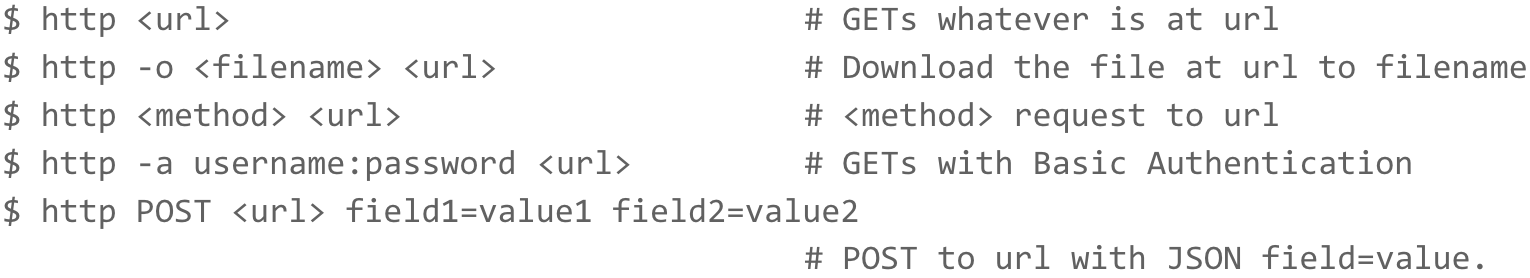 $ http <url> # GETs whatever is at url
$ http -o <filename> <url> # Download the file at url to filename
$ http <method> <url> # <method> request to url
$ http -a username:password <url> # GETs with Basic Authentication
$ http POST <url> field1=value1 field2=value2
# POST to url with JSON field=value.